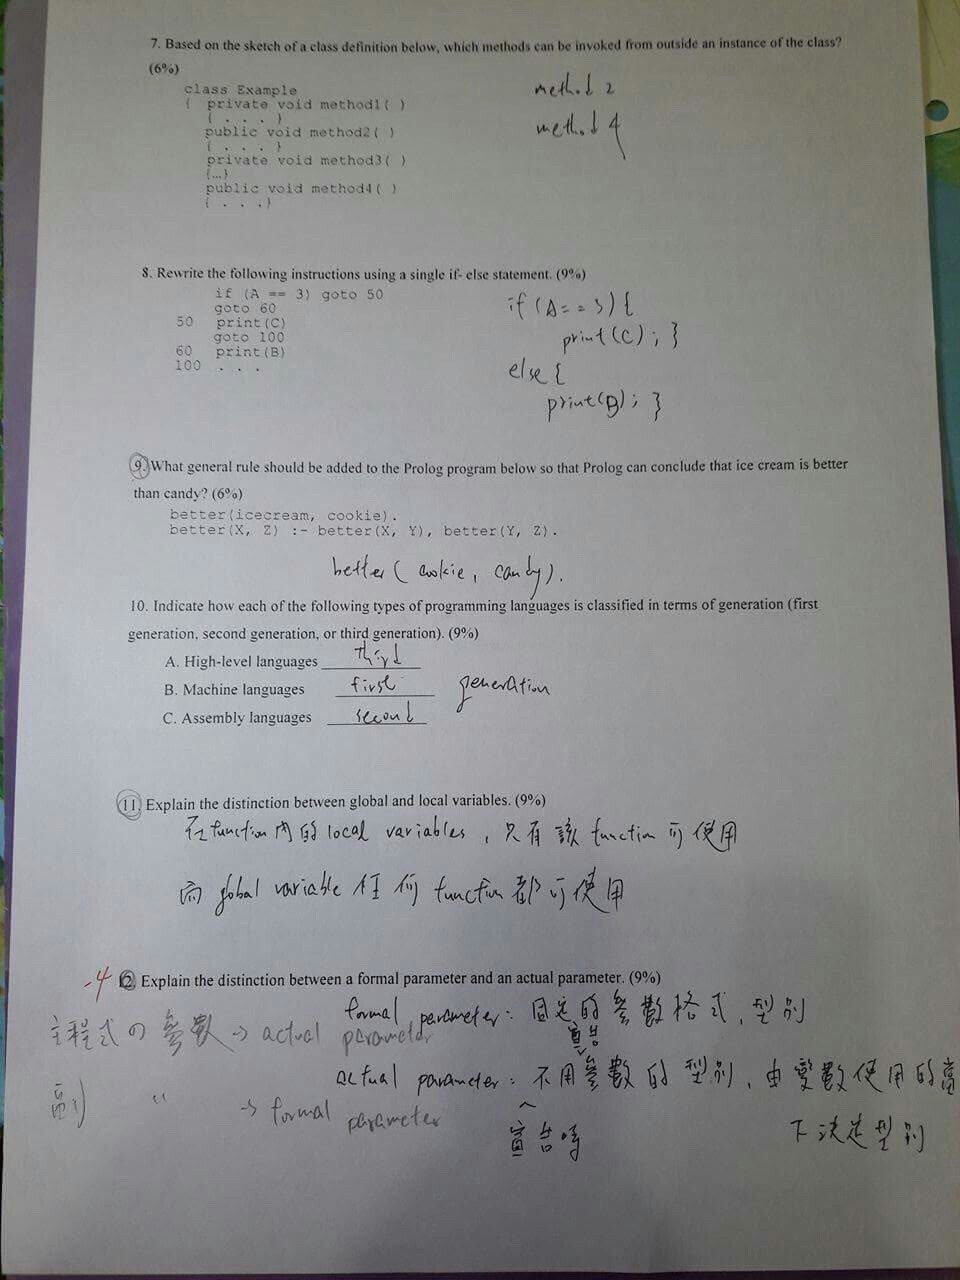 7. Based on the sketch of a class definition below, which methods can be invoked from outside an instance of the class?
(6%)
class Example
{ private void method1( )
{ . . . }
public void method2( )
{ . . . }
private void method3( )
{...}
public void method4( )
{ . . .}
method 2
method 4
8. Rewrite the following instructions using a single if- else statement. (9%)
if (A == 3) goto 50
goto 60
50 print(C)
goto 100
60 print(B)
100 . . .
if (A==3) {
print(C); }
else {
print(B); }
9. What general rule should be added to the Prolog program below so that Prolog can conclude that ice cream is better
than candy? (6%)
better(icecream, cookie).
better(X, Z) :- better(X, Y), better(Y, Z).
better ( cookie, candy).
10. Indicate how each of the following types of programming languages is classified in terms of generation (first
generation, second generation, or third generation). (9%)
A. High-level languages third
B. Machine languages first generation
C. Assembly languages second
11. Explain the distinction between global and local variables. (9%)
在function內的local variables,只有該function可使用
而global variable任何function都可使用
-4 12. Explain the distinction between a formal parameter and an actual parameter. (9%)
formal parameter: 固定的參數格式、型別
主程式の參數→actual parameter
actual parameter: 不用宣告參數的型別、由變數使用的當
副 " → formal parameter
宣告時
下決定型別